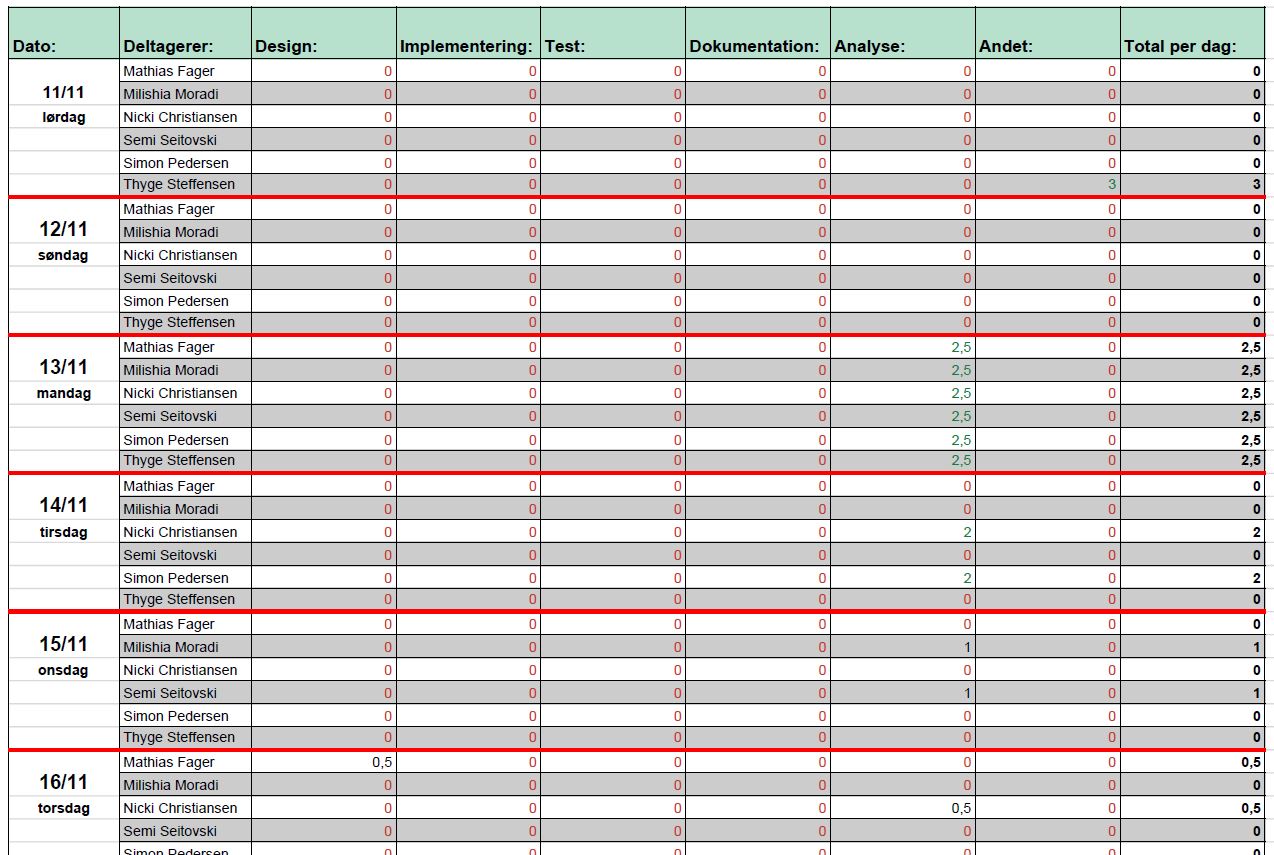 Dato: Deltagerer: Design: Implementering: Test: Dokumentation: Analyse: Andet: Total per dag:
Mathias Fager 0 0 0 0 0 0 0
11/11 Milishia Moradi 0 0 0 0 0 0 0
lørdag Nicki Christiansen 0 0 0 0 0 0 0
Semi Seitovski 0 0 0 0 0 0 0
Simon Pedersen 0 0 0 0 0 0 0
Thyge Steffensen 0 0 0 0 0 3 3
Mathias Fager 0 0 0 0 0 0 0
12/11 Milishia Moradi 0 0 0 0 0 0 0
søndag Nicki Christiansen 0 0 0 0 0 0 0
Semi Seitovski 0 0 0 0 0 0 0
Simon Pedersen 0 0 0 0 0 0 0
Thyge Steffensen 0 0 0 0 0 0 0
Mathias Fager 0 0 0 0 2,5 0 2,5
13/11 Milishia Moradi 0 0 0 0 2,5 0 2,5
mandag Nicki Christiansen 0 0 0 0 2,5 0 2,5
Semi Seitovski 0 0 0 0 2,5 0 2,5
Simon Pedersen 0 0 0 0 2,5 0 2,5
Thyge Steffensen 0 0 0 0 2,5 0 2,5
Mathias Fager 0 0 0 0 0 0 0
14/11 Milishia Moradi 0 0 0 0 0 0 0
tirsdag Nicki Christiansen 0 0 0 0 2 0 2
Semi Seitovski 0 0 0 0 0 0 0
Simon Pedersen 0 0 0 0 2 0 2
Thyge Steffensen 0 0 0 0 0 0 0
Mathias Fager 0 0 0 0 0 0 0
15/11 Milishia Moradi 0 0 0 0 1 0 1
onsdag Nicki Christiansen 0 0 0 0 0 0 0
Semi Seitovski 0 0 0 0 1 0 1
Simon Pedersen 0 0 0 0 0 0 0
Thyge Steffensen 0 0 0 0 0 0 0
Mathias Fager 0,5 0 0 0 0 0 0,5
16/11 Milishia Moradi 0 0 0 0 0 0 0
torsdag Nicki Christiansen 0 0 0 0 0,5 0 0,5
Semi Seitovski 0 0 0 0 0 0 0
Simon Pedersen 0 0 0 0 0 0 0